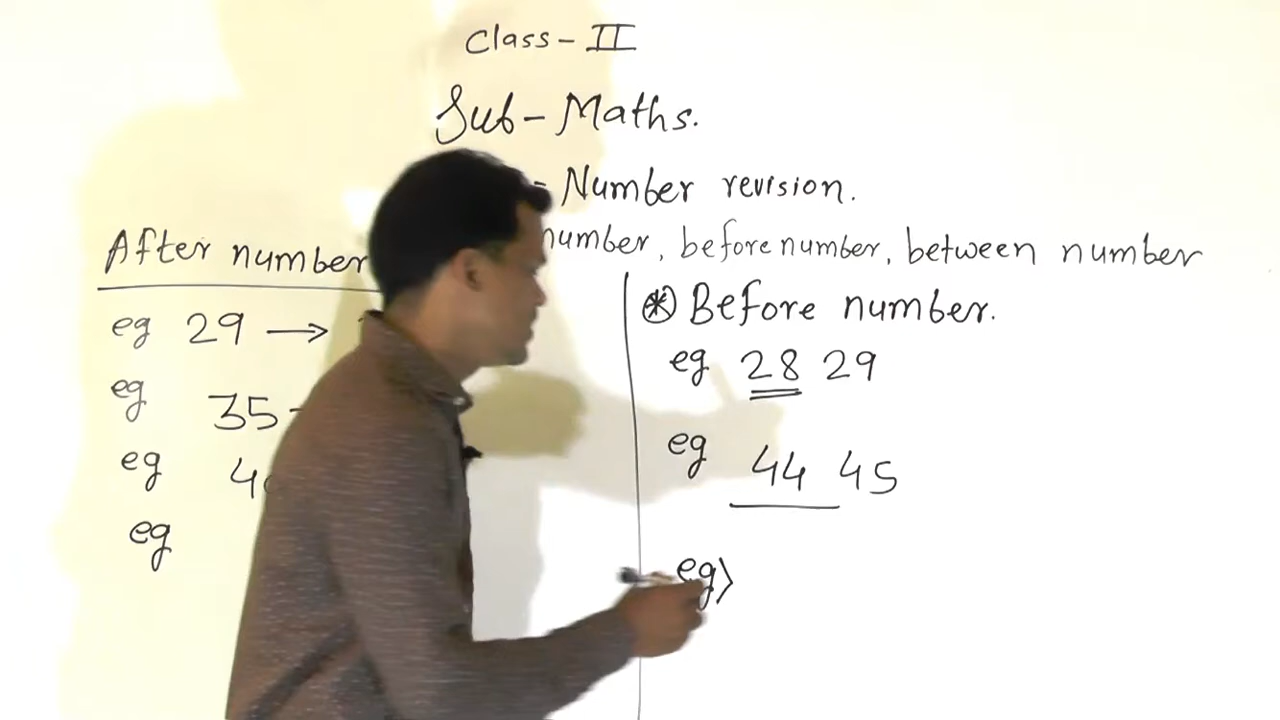 Class - II
Sub - Maths.
- Number revision.
number, before number, between number
After number
eg 29 →
eg 35
eg
eg
* Before number.
eg 28 29
eg 44 45
eg)